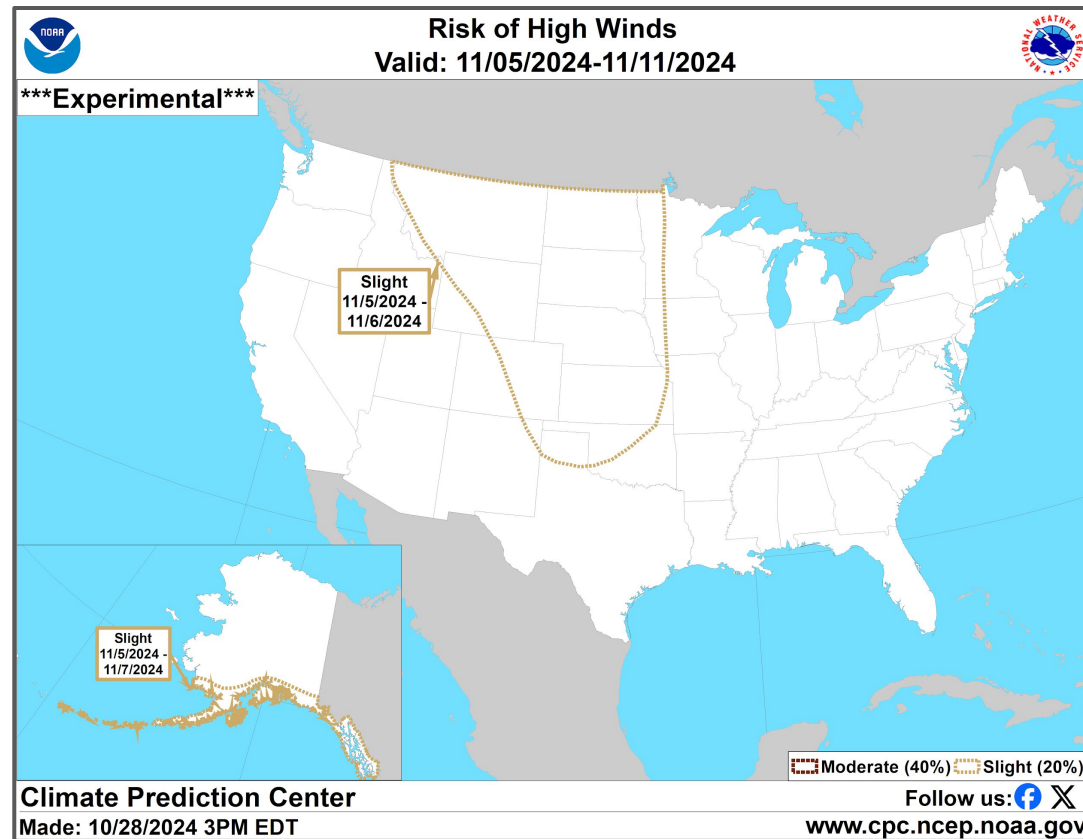 NOAA
Risk of High Winds
Valid: 11/05/2024-11/11/2024
NATIONAL WEATHER SERVICE
***Experimental***
Slight
11/5/2024 -
11/6/2024
Slight
11/5/2024 -
11/7/2024
Moderate (40%) Slight (20%)
Climate Prediction Center
Follow us:
Made: 10/28/2024 3PM EDT
www.cpc.ncep.noaa.gov